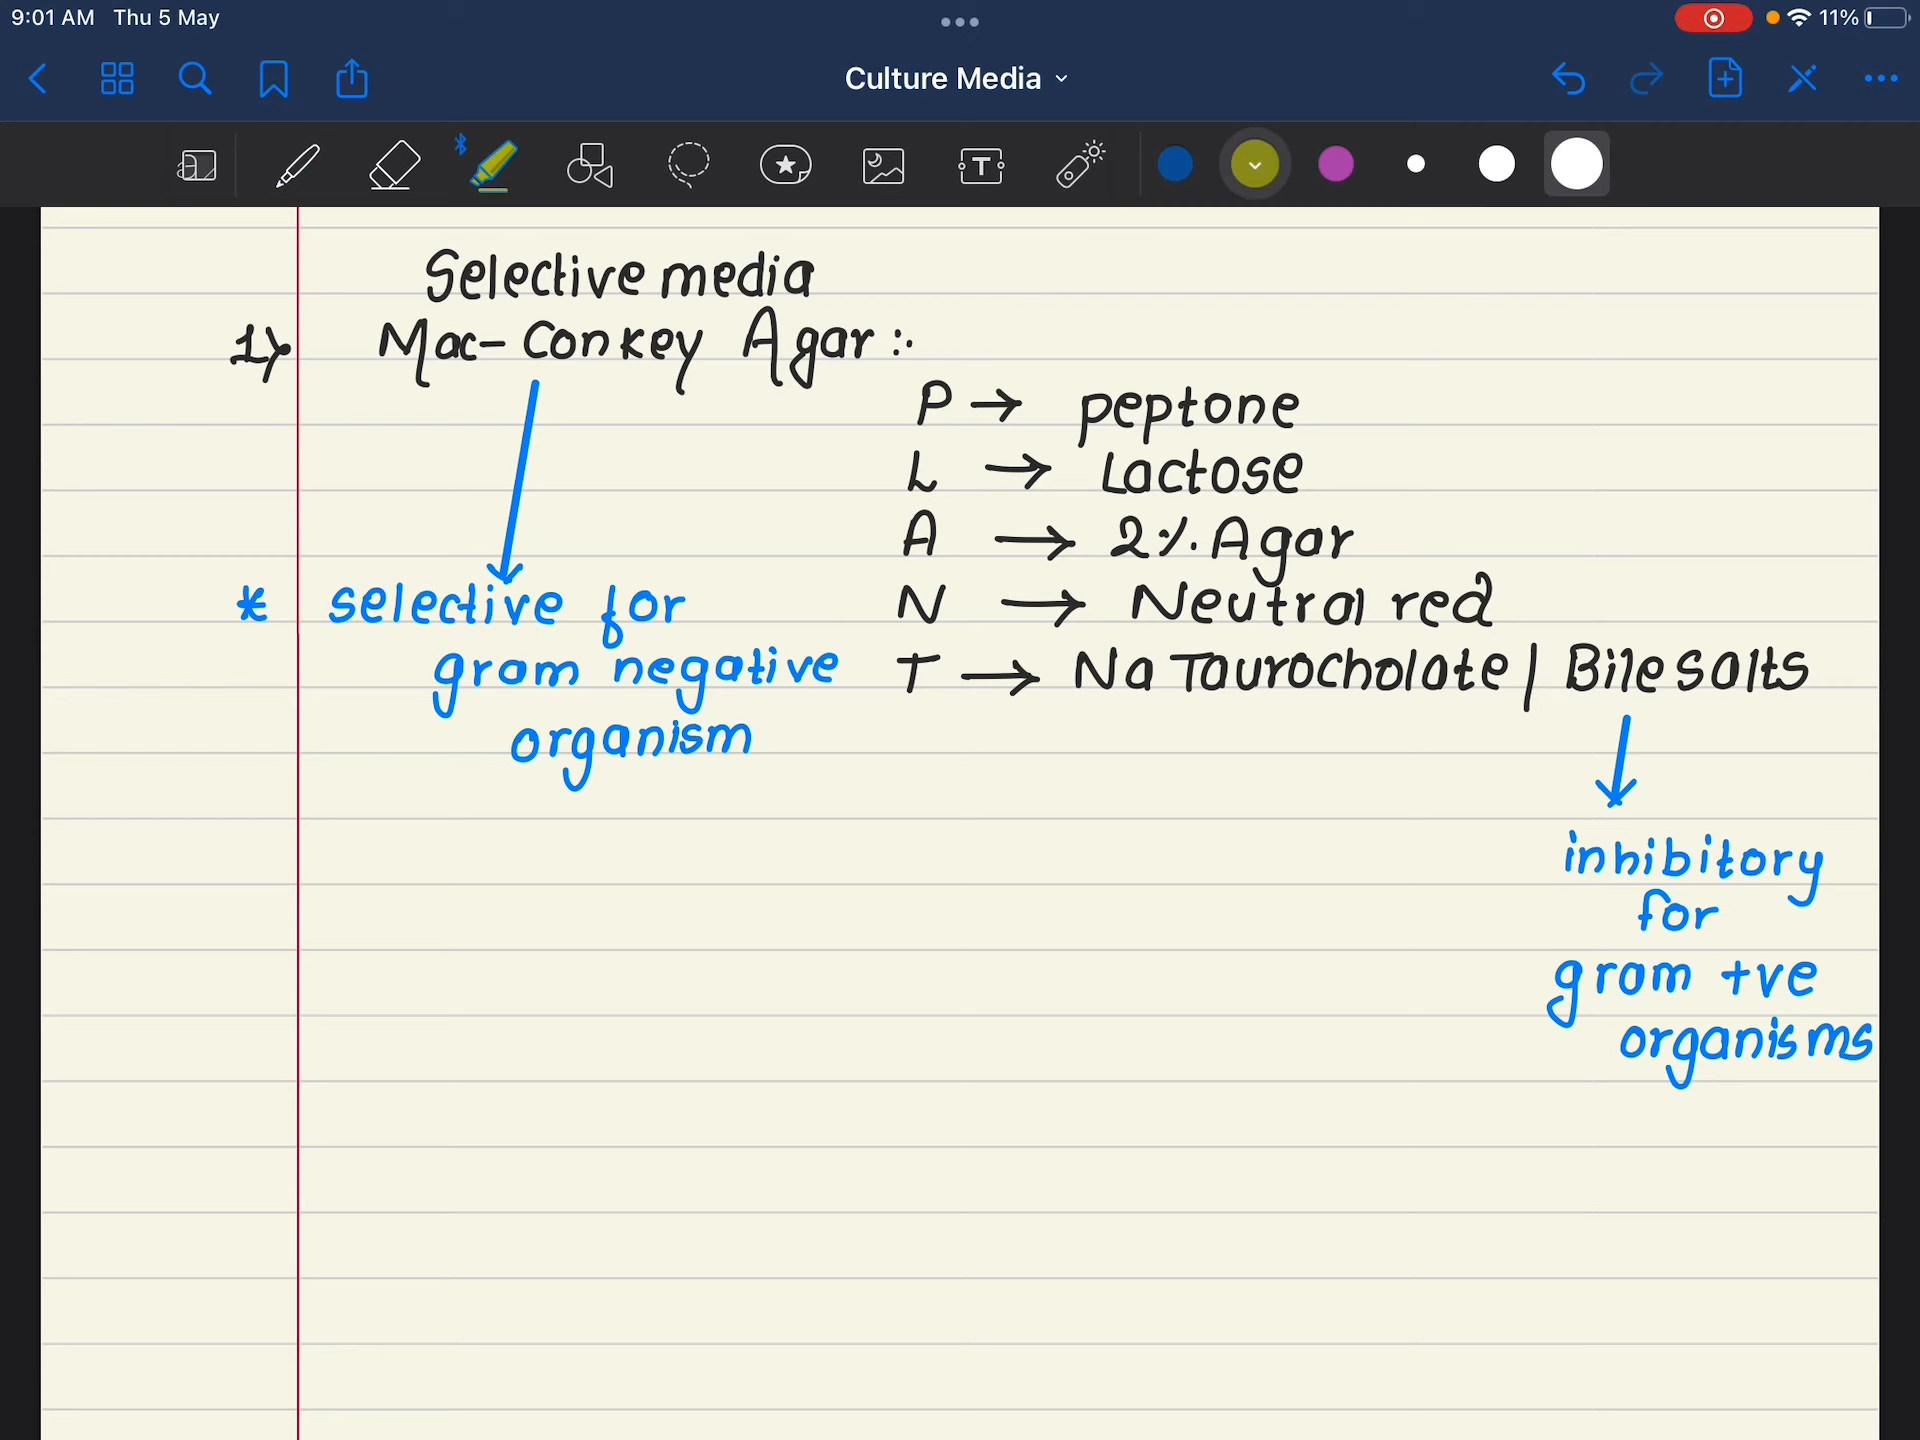 9:01 AM Thu 5 May
11%
Culture Media
Selective media
1) Mac-Conkey Agar :-
P → peptone
L → Lactose
A → 2% Agar
N → Neutral red
T → Na Taurocholate | Bile salts
* selective for
gram negative
organism
inhibitory
for
gram +ve
organisms